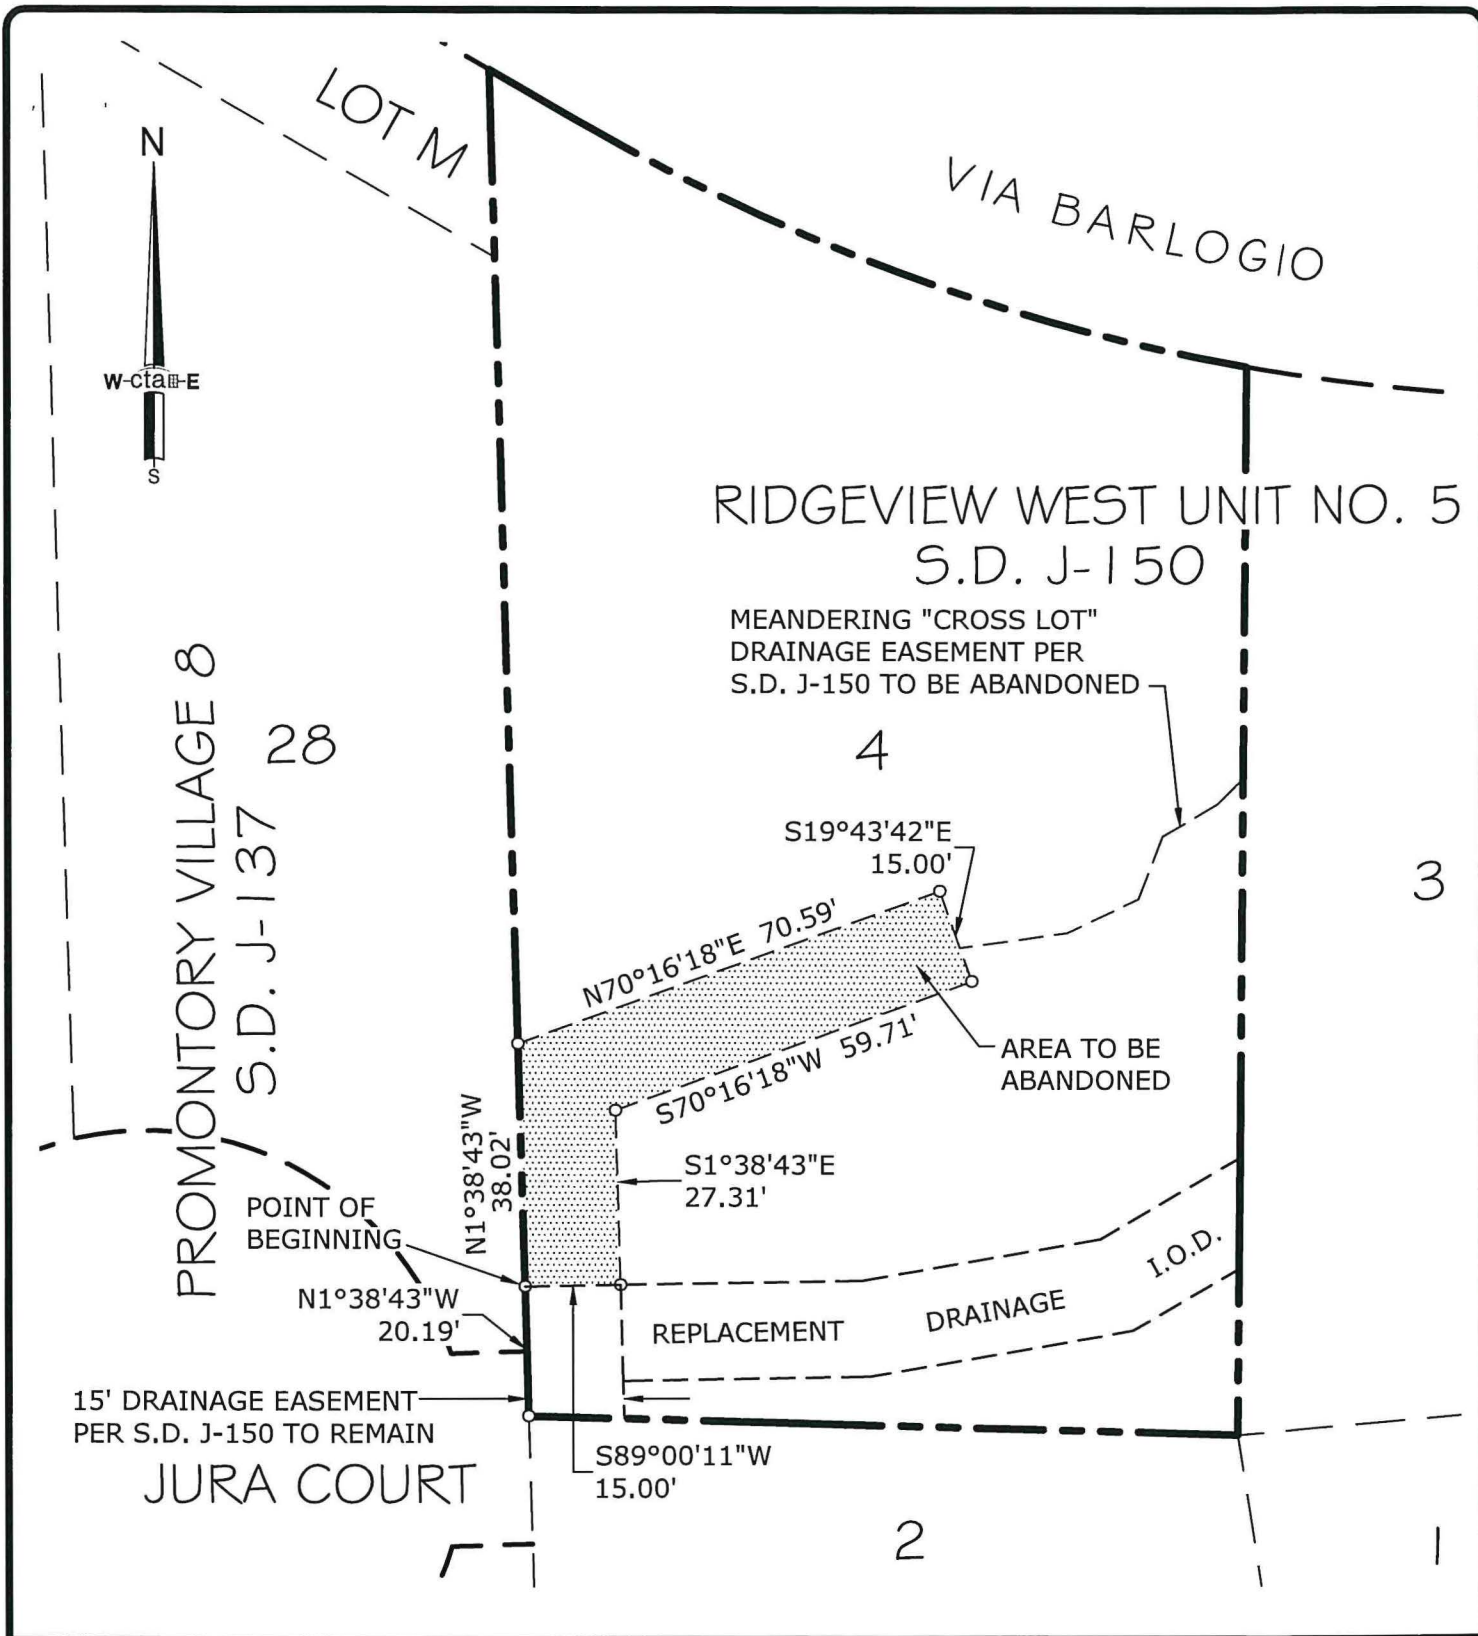 LOT M
N
VIA BARLOGIO
W-cta-E
S
RIDGEVIEW WEST UNIT NO. 5
S.D. J-150
MEANDERING "CROSS LOT"
DRAINAGE EASEMENT PER
S.D. J-150 TO BE ABANDONED
PROMONTORY VILLAGE 8
S.D. J-137
28
4
S19°43'42"E
15.00'
3
N70°16'18"E 70.59'
S70°16'18"W 59.71'
AREA TO BE
ABANDONED
N1°38'43"W
38.02'
S1°38'43"E
27.31'
POINT OF
BEGINNING
N1°38'43"W
20.19'
REPLACEMENT DRAINAGE I.O.D.
15' DRAINAGE EASEMENT
PER S.D. J-150 TO REMAIN
S89°00'11"W
15.00'
JURA COURT
2
1